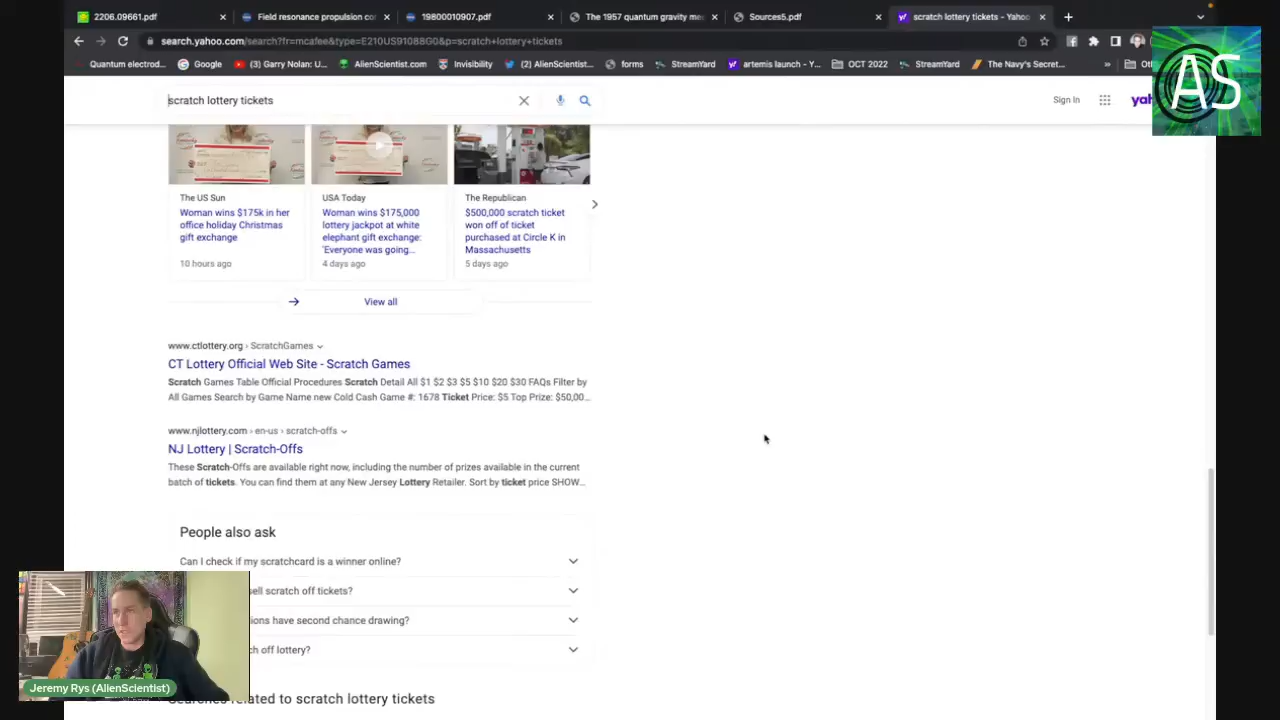 2206.09661.pdf
Field resonance propulsion co
19800010907.pdf
The 1957 quantum gravity me
Sources5.pdf
scratch lottery tickets - Yahoo
search.yahoo.com/search?fr=mcafee&type=E210US91088G0&p=scratch+lottery+tickets
Quantum electrod...
Google
(3) Garry Nolan: U...
AlienScientist.com
Invisibility
(2) AlienScientist...
forms
StreamYard
artemis launch - Y...
OCT 2022
StreamYard
The Navy's Secret...
Ot
AS
scratch lottery tickets
Sign In
yah
The US Sun
Woman wins $175k in her
office holiday Christmas
gift exchange
10 hours ago
USA Today
Woman wins $175,000
lottery jackpot at white
elephant gift exchange:
'Everyone was going...
4 days ago
The Republican
$500,000 scratch ticket
won off of ticket
purchased at Circle K in
Massachusetts
5 days ago
View all
www.ctlottery.org › ScratchGames
CT Lottery Official Web Site - Scratch Games
Scratch Games Table Official Procedures Scratch Detail All $1 $2 $3 $5 $10 $20 $30 FAQs Filter by
All Games Search by Game Name new Cold Cash Game #: 1678 Ticket Price: $5 Top Prize: $50,00...
www.njlottery.com › en-us › scratch-offs
NJ Lottery | Scratch-Offs
These Scratch-Offs are available right now, including the number of prizes available in the current
batch of tickets. You can find them at any New Jersey Lottery Retailer. Sort by ticket price SHOW...
People also ask
Can I check if my scratchcard is a winner online?
sell scratch off tickets?
ions have second chance drawing?
ch off lottery?
Searches related to scratch lottery tickets
Jeremy Rys (AlienScientist)